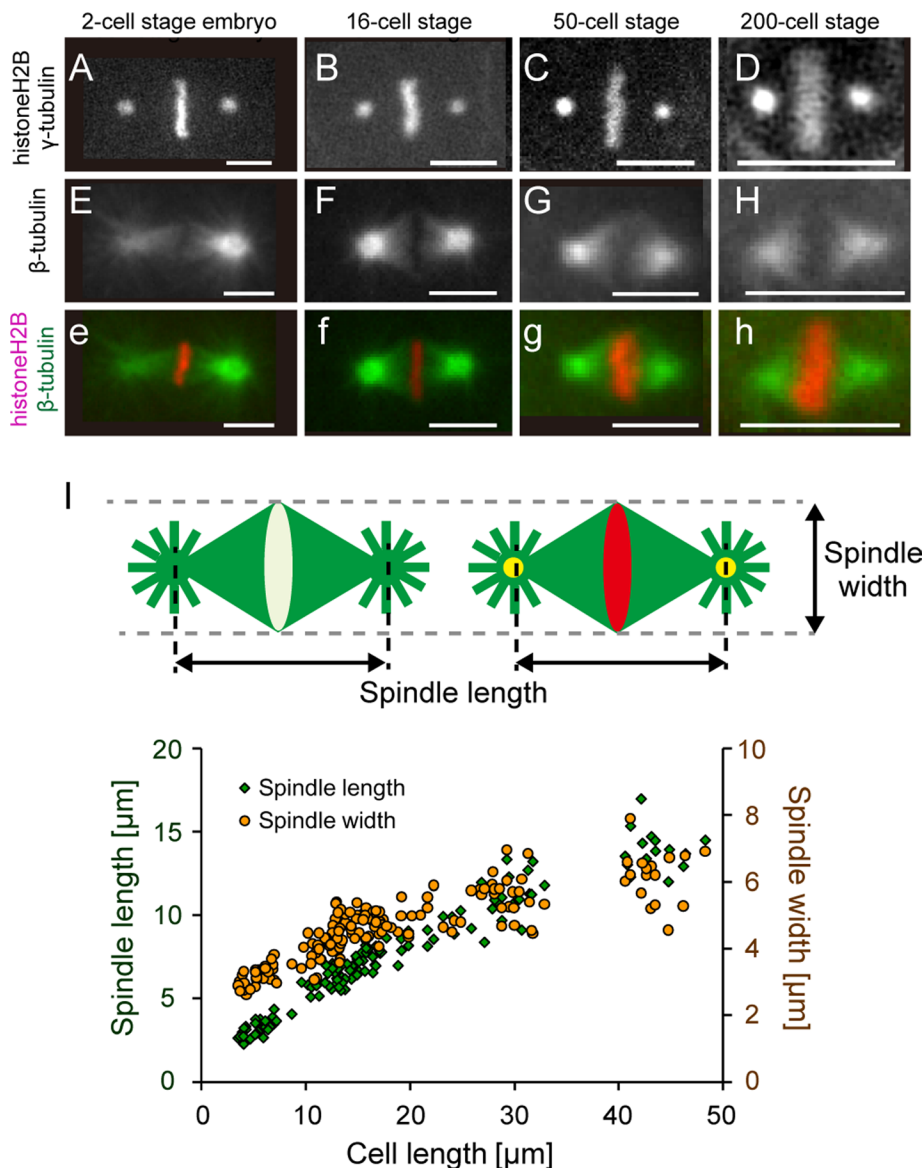 2-cell stage embryo 16-cell stage 50-cell stage 200-cell stage
histoneH2B
γ-tubulin
A B C D
β-tubulin
E F G H
histoneH2B
β-tubulin
e f g h
I
Spindle
width
Spindle length
20 10
Spindle length
Spindle width
15 8
6
10
4
5
2
0 0
Spindle length [µm]
Spindle width [µm]
0 10 20 30 40 50
Cell length [µm]